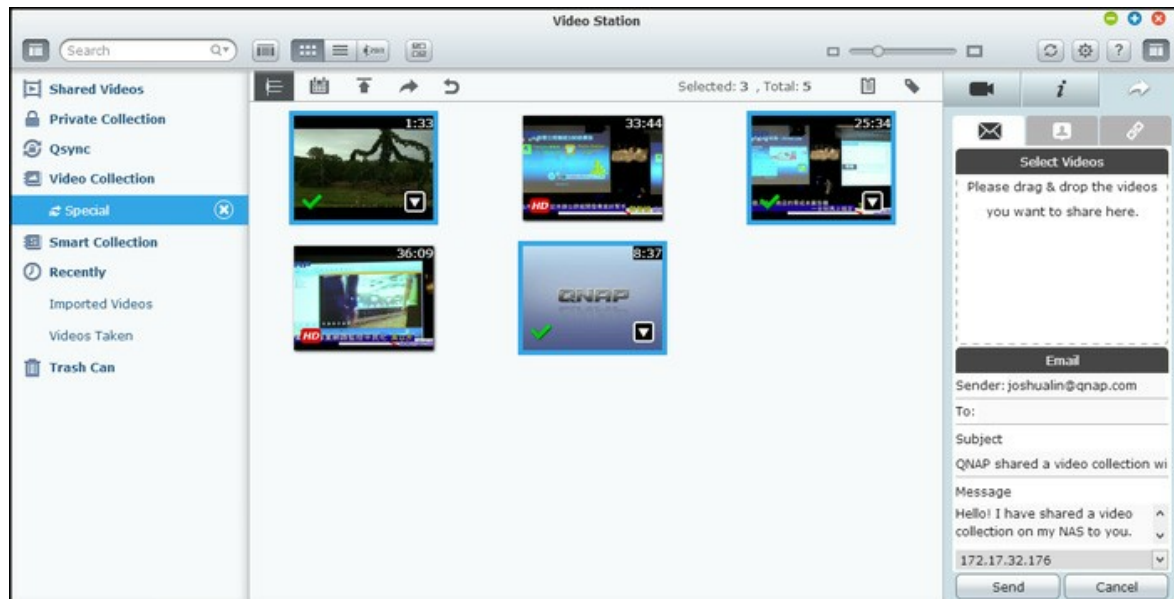 Video Station
Search
Selected: 3 , Total: 5
Shared Videos
Private Collection
Qsync
Video Collection
Special
Smart Collection
Recently
Imported Videos
Videos Taken
Trash Can
1:33
33:44
HD
25:34
36:09
HD
8:37
QNAP
i
Select Videos
Please drag & drop the videos
you want to share here.
Email
Sender: joshualin@qnap.com
To:
Subject
QNAP shared a video collection wi
Message
Hello! I have shared a video
collection on my NAS to you.
172.17.32.176
Send
Cancel